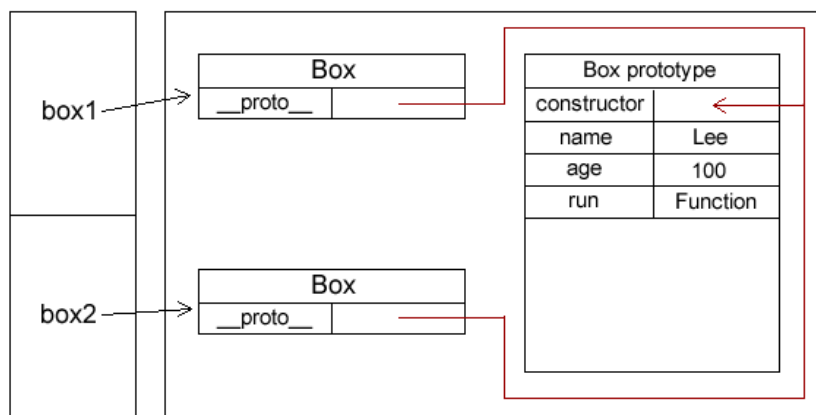 box1
box2
Box
__proto__
Box
__proto__
Box prototype
constructor
name Lee
age 100
run Function